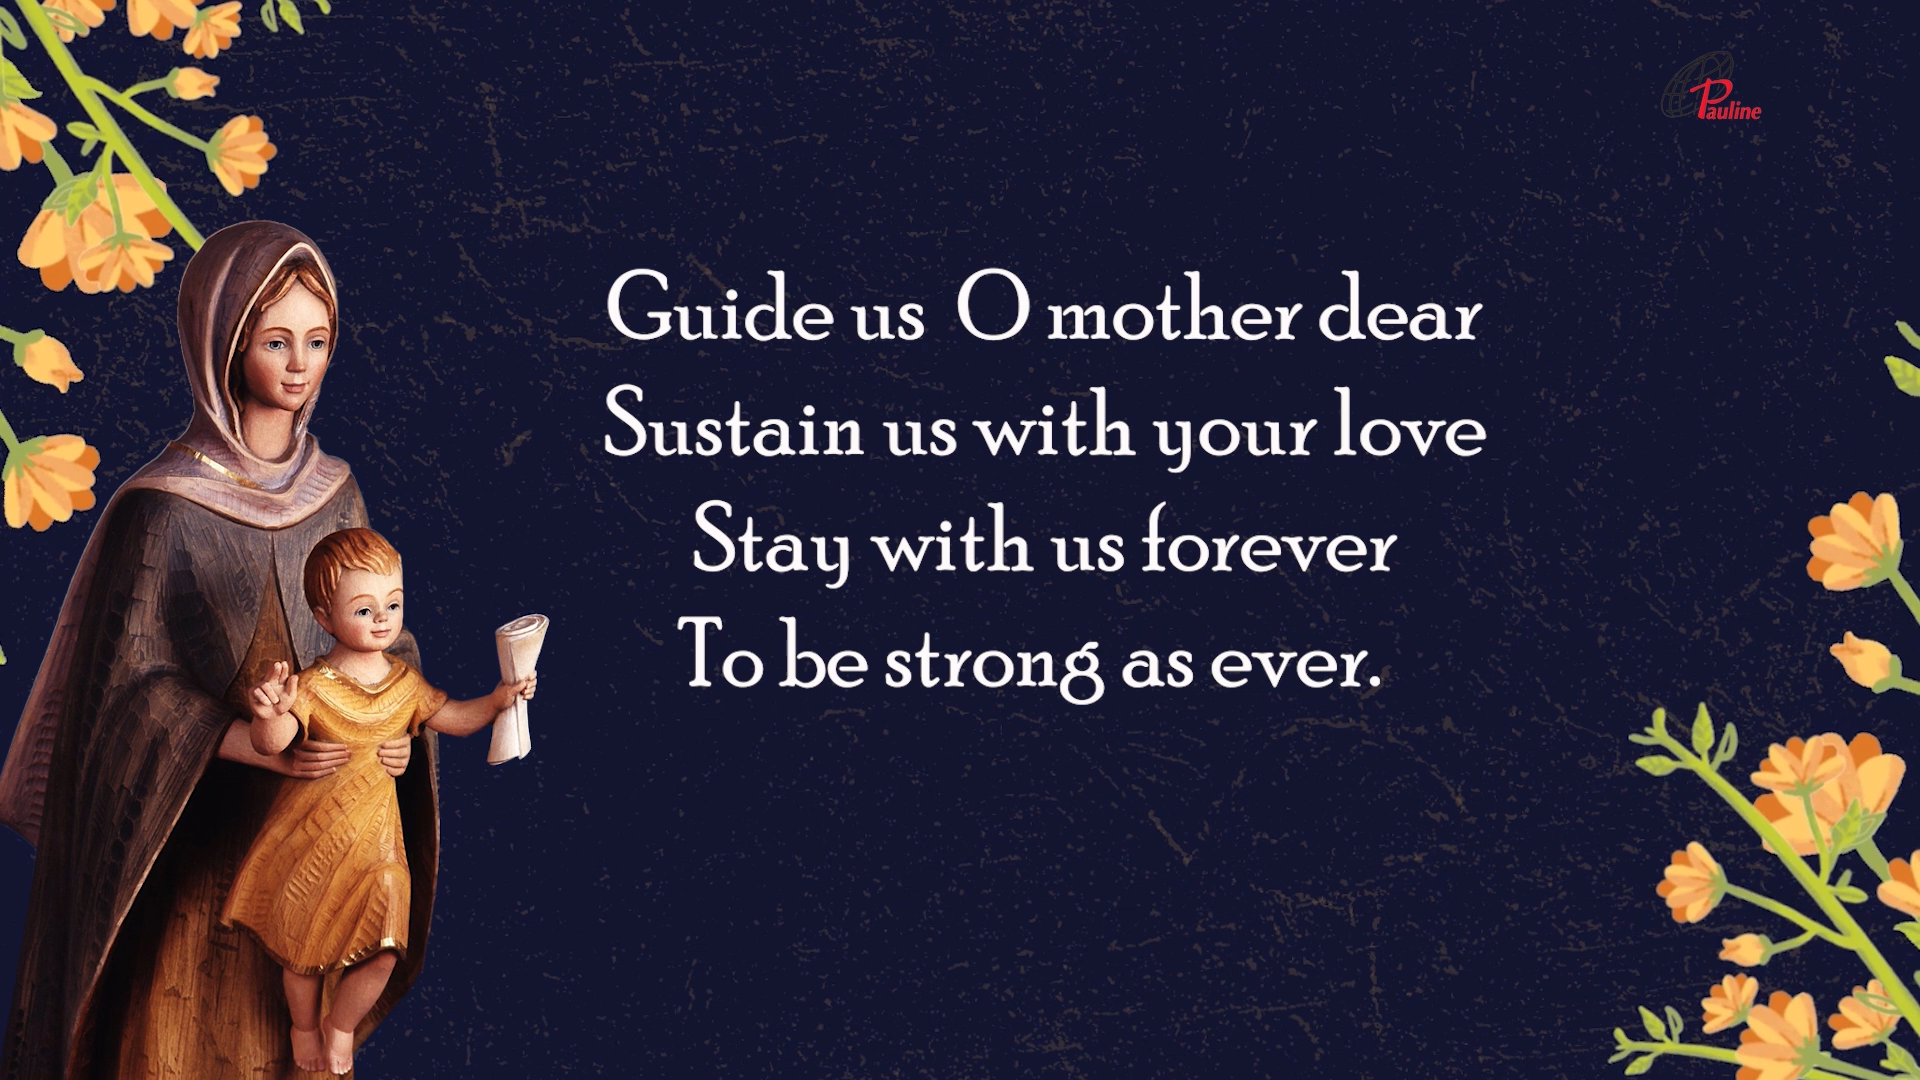 Pauline
Guide us O mother dear
Sustain us with your love
Stay with us forever
To be strong as ever.